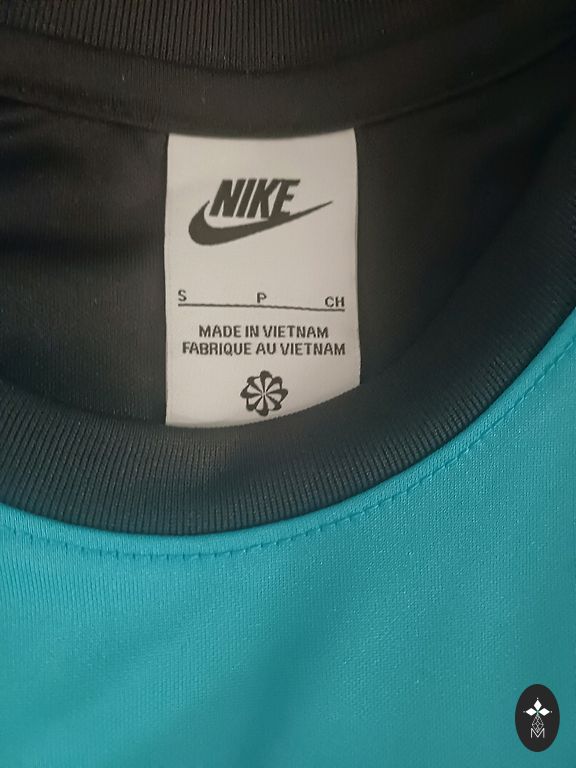 NIKE
S P CH
MADE IN VIETNAM
FABRIQUE AU VIETNAM
M